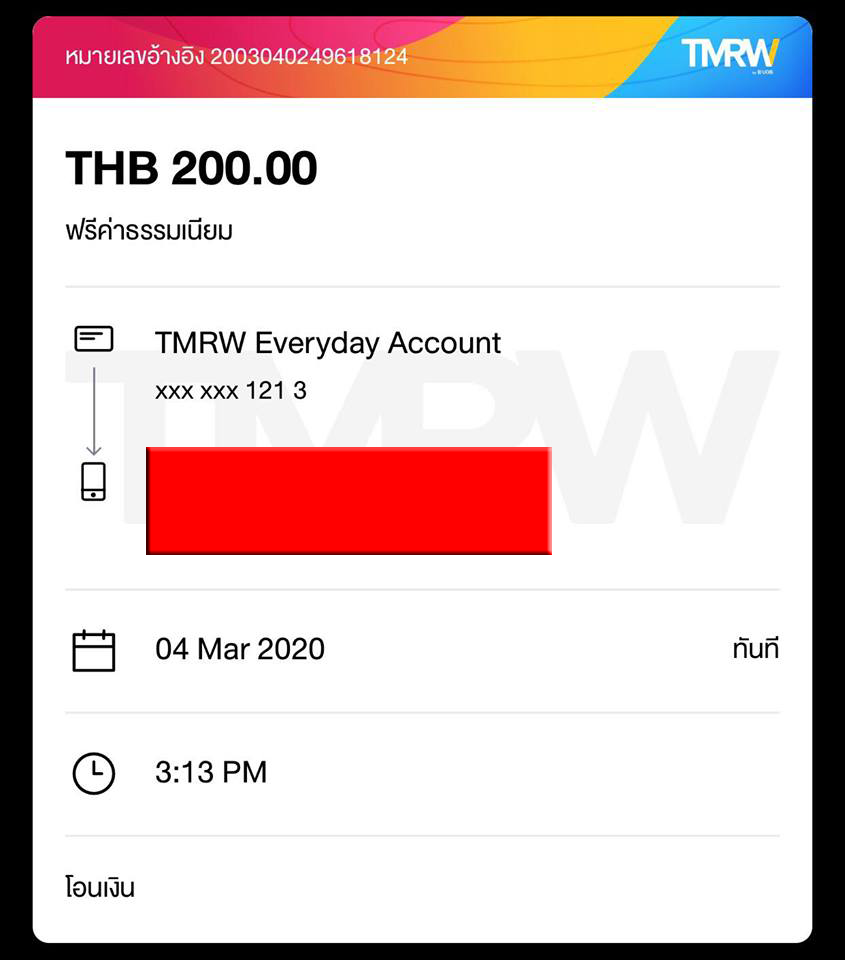 หมายเลขอ้างอิง 2003040249618124
TMRW
by UOB
THB 200.00
ฟรีค่าธรรมเนียม
TMRW Everyday Account
xxx xxx 121 3
TMRW
04 Mar 2020
ทันที
3:13 PM
โอนเงิน